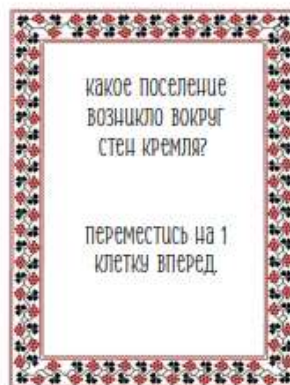 какое поселение
возникло вокруг
стен кремля?
переместись на 1
клетку вперед.